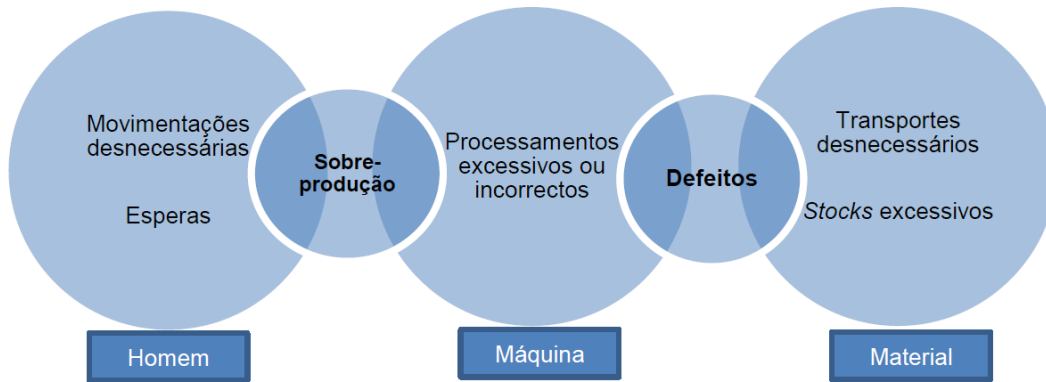 Movimentações
desnecessárias
Esperas
Sobre-
produção
Processamentos
excessivos ou
incorrectos
Defeitos
Transportes
desnecessários
Stocks excessivos
Homem
Máquina
Material